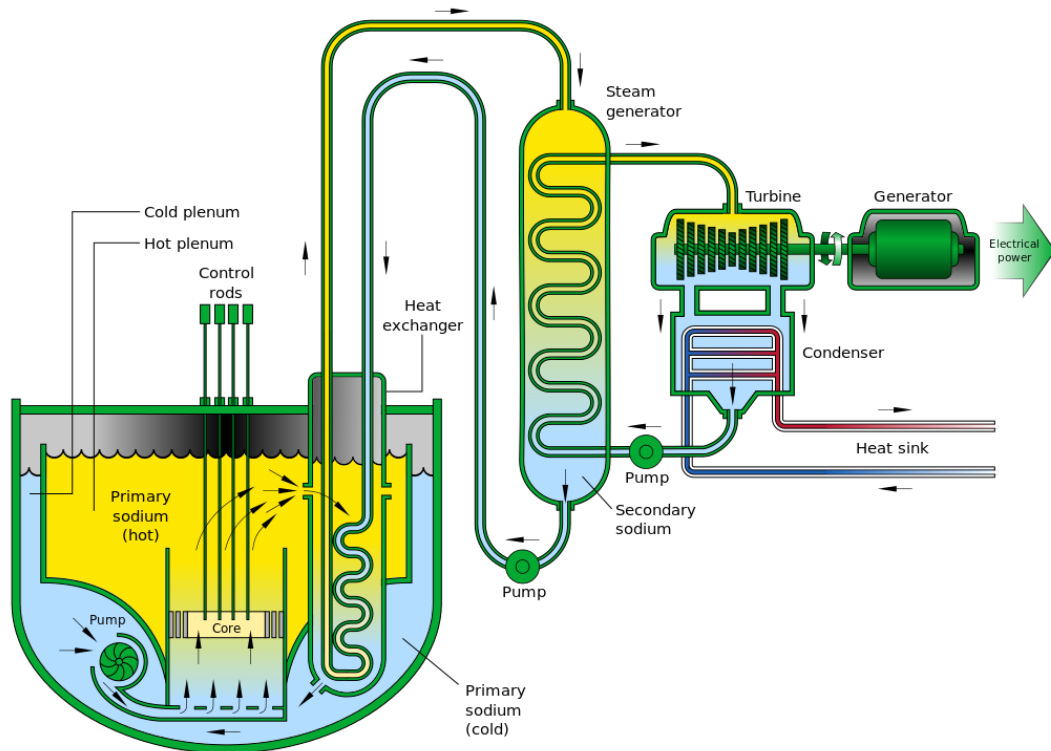 Steam
generator
Turbine
Generator
Electrical
power
Cold plenum
Hot plenum
Control
rods
Heat
exchanger
Condenser
Heat sink
Pump
Secondary
sodium
Primary
sodium
(hot)
Pump
Pump
Core
Primary
sodium
(cold)